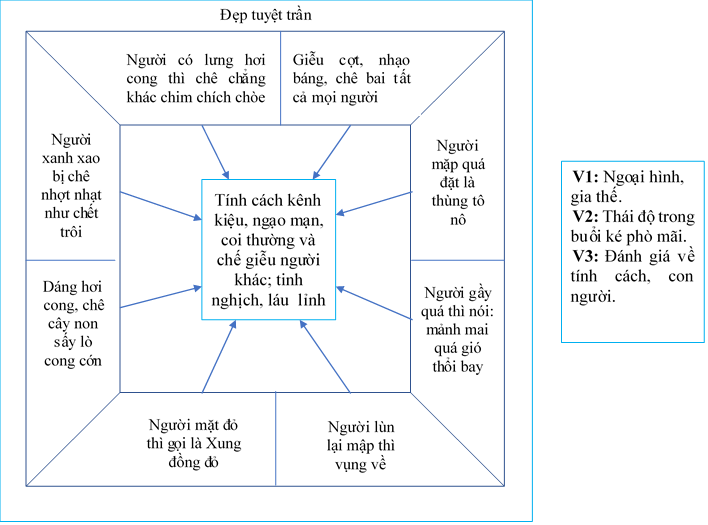 Đẹp tuyệt trần
Người có lưng hơi
cong thì chê chẳng
khác chim chích chòe
Giễu cợt, nhạo
báng, chê bai tất
cả mọi người
Người
xanh xao
bị chê
nhợt nhạt
như chết
trôi
Người
mặp quá
đặt là
thùng tô
nô
Tính cách kênh
kiệu, ngạo mạn,
coi thường và
chế giễu người
khác; tinh
nghịch, láu lỉnh
Dáng hơi
cong, chê
cây non
sấy lò
cong cớn
Người gầy
quá thì nói:
mảnh mai
quá gió
thổi bay
Người mặt đỏ
thì gọi là Xung
đồng đỏ
Người lùn
lại mập thì
vụng về
V1: Ngoại hình,
gia thế.
V2: Thái độ trong
buổi ké phò mãi.
V3: Đánh giá về
tính cách, con
người.